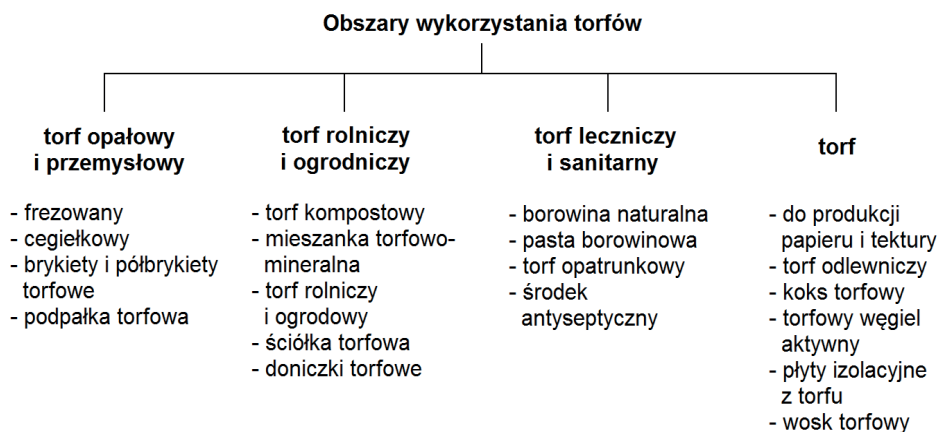 Obszary wykorzystania torfów
torf opałowy
i przemysłowy
- frezowany
- cegiełkowy
- brykiety i półbrykiety
torfowe
- podpałka torfowa
torf rolniczy
i ogrodniczy
- torf kompostowy
- mieszanka torfowo-
mineralna
- torf rolniczy
i ogrodowy
- ściółka torfowa
- doniczki torfowe
torf leczniczy
i sanitarny
- borowina naturalna
- pasta borowinowa
- torf opatrunkowy
- środek
antyseptyczny
torf
- do produkcji
papieru i tektury
- torf odlewniczy
- koks torfowy
- torfowy węgiel
aktywny
- płyty izolacyjne
z torfu
- wosk torfowy